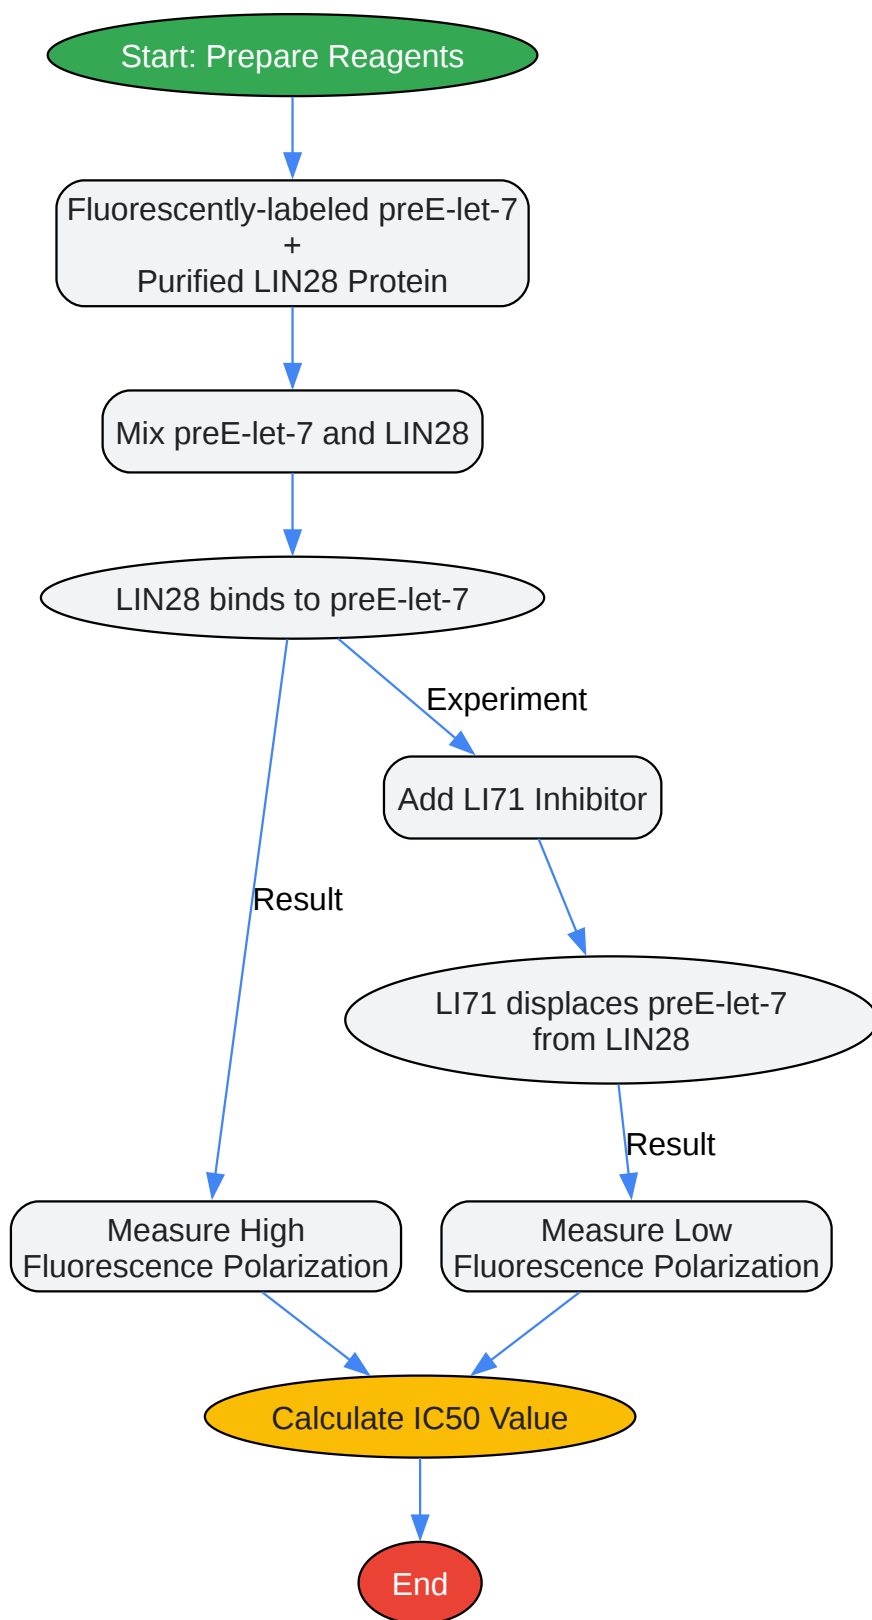 Start: Prepare Reagents
Fluorescently-labeled preE-let-7
+
Purified LIN28 Protein
Mix preE-let-7 and LIN28
LIN28 binds to preE-let-7
Experiment
Add LI71 Inhibitor
Result
LI71 displaces preE-let-7
from LIN28
Result
Measure High
Fluorescence Polarization
Measure Low
Fluorescence Polarization
Calculate IC50 Value
End